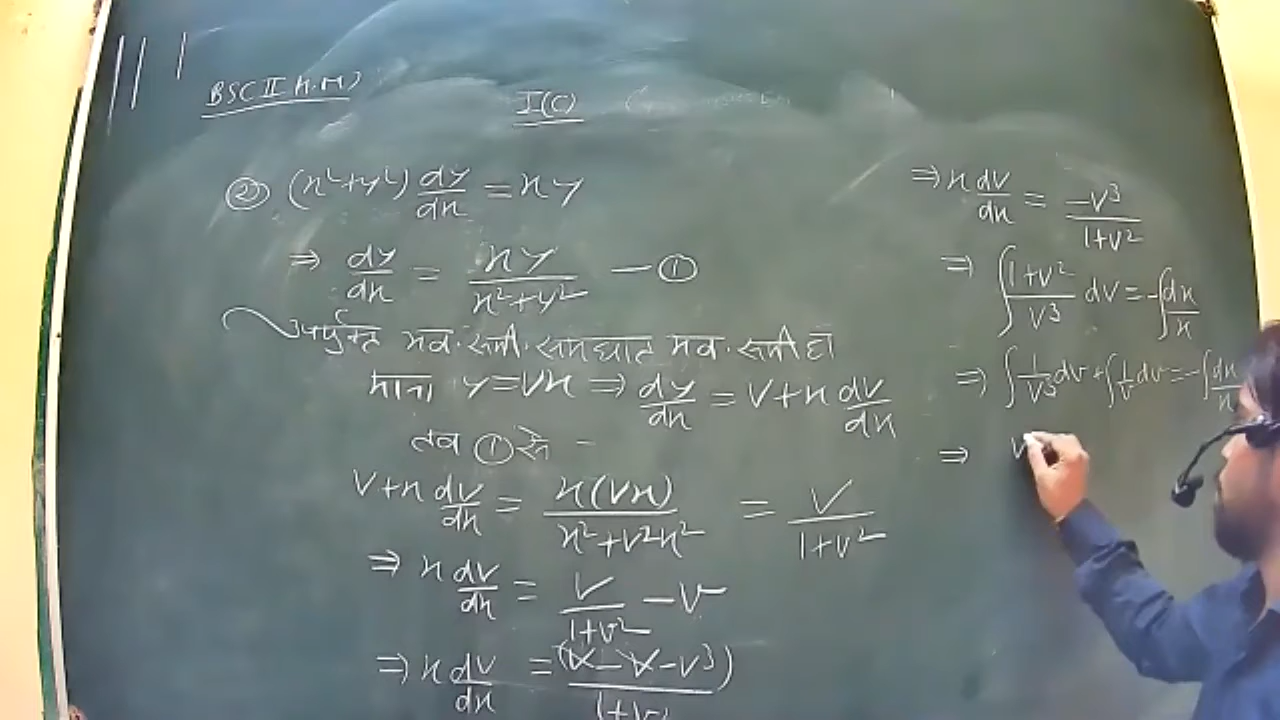 BSC II (H.M)
I(C)
② (x²+y²) dy/dx = xy
⇒ dy/dx = xy/(x²+y²) — ①
उपर्युक्त अव. समी. समघात अव. समी है।
माना y=vx ⇒ dy/dx = v+x dv/dx
तब ① से -
v+x dv/dx = x(vx)/(x²+v²x²) = v/(1+v²)
⇒ x dv/dx = v/(1+v²) - v
⇒ x dv/dx = (v-v-v³)/(1+v²
⇒ x dv/dx = -v³/(1+v²)
⇒ ∫ (1+v²)/v³ dv = -∫ dx/x
⇒ ∫ 1/v³ dv + ∫ 1/v dv = -∫ dx/x
⇒ v